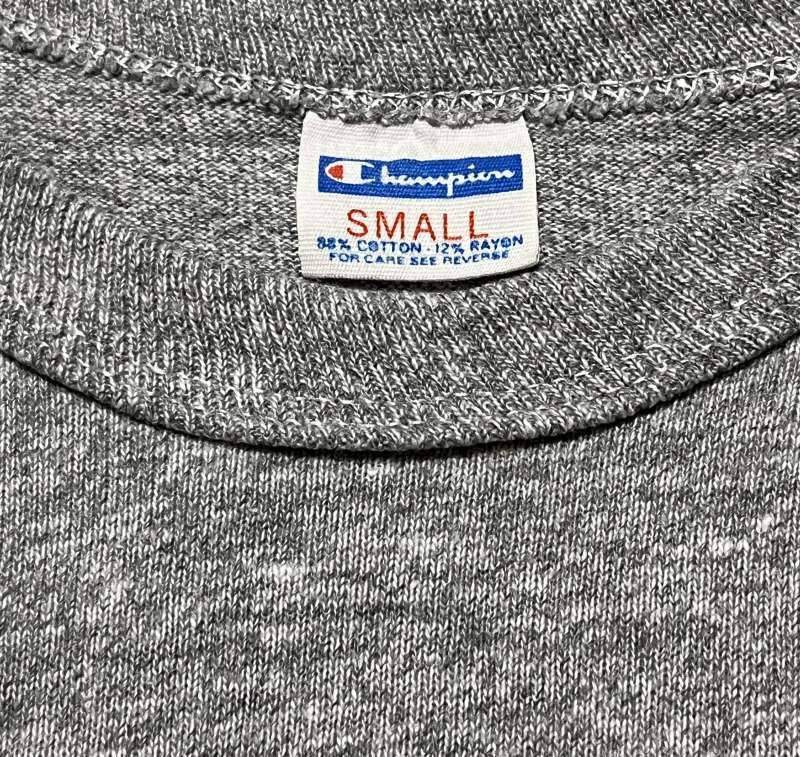 Champion
SMALL
88% COTTON - 12% RAYON
FOR CARE SEE REVERSE